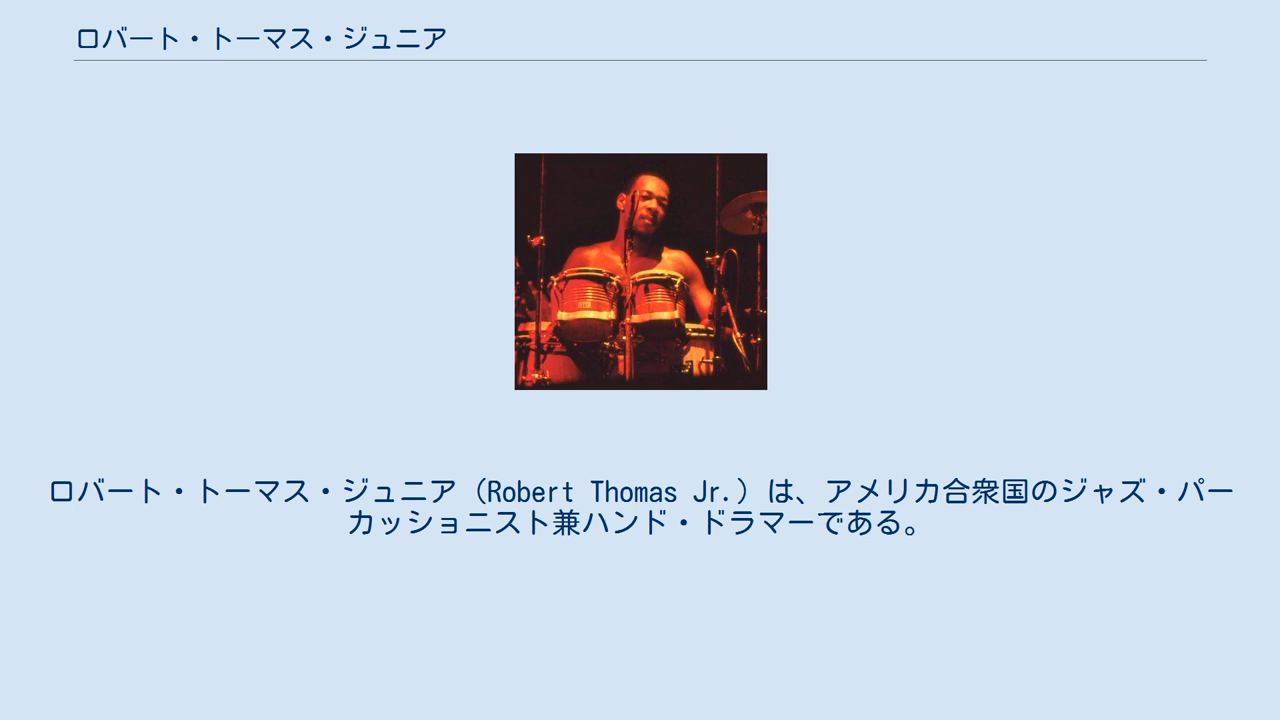 ロバート・トーマス・ジュニア
ロバート・トーマス・ジュニア（Robert Thomas Jr.）は、アメリカ合衆国のジャズ・パー
カッショニスト兼ハンド・ドラマーである。